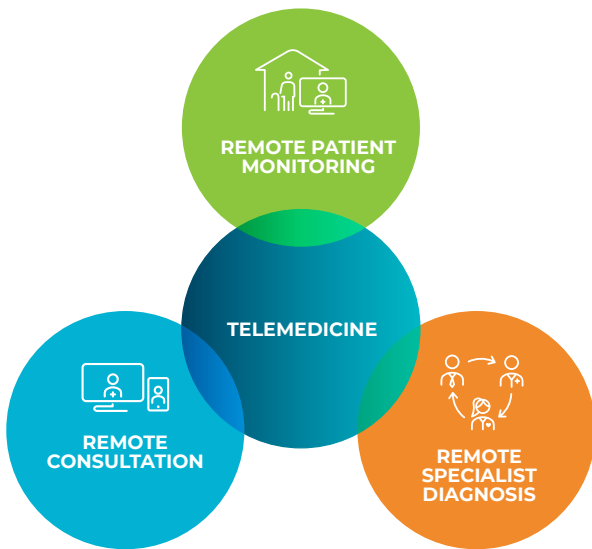 REMOTE PATIENT
MONITORING
TELEMEDICINE
REMOTE
CONSULTATION
REMOTE
SPECIALIST
DIAGNOSIS